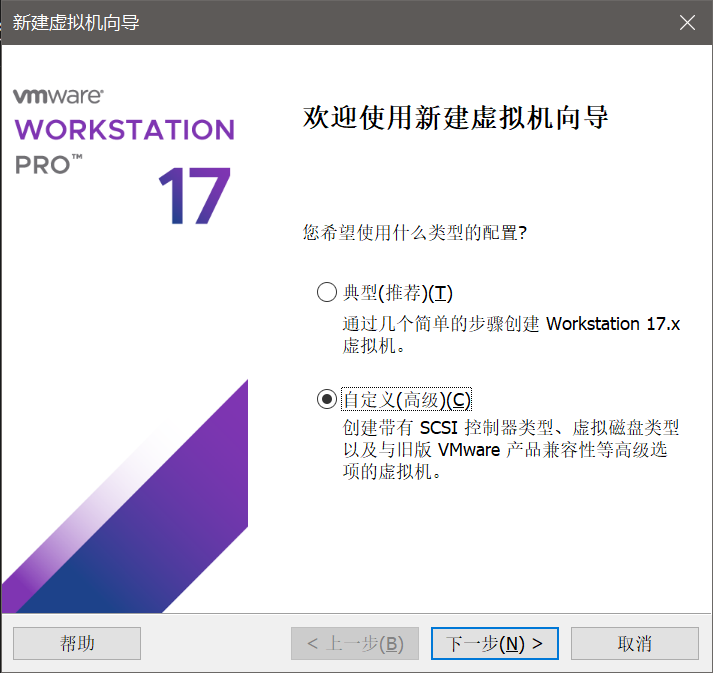 新建虚拟机向导
vmware®
WORKSTATION
PRO™
17
欢迎使用新建虚拟机向导
您希望使用什么类型的配置?
典型(推荐)(T)
通过几个简单的步骤创建 Workstation 17.x
虚拟机。
自定义(高级)(C)
创建带有 SCSI 控制器类型、虚拟磁盘类型
以及与旧版 VMware 产品兼容性等高级选
项的虚拟机。
帮助
< 上一步(B)
下一步(N) >
取消